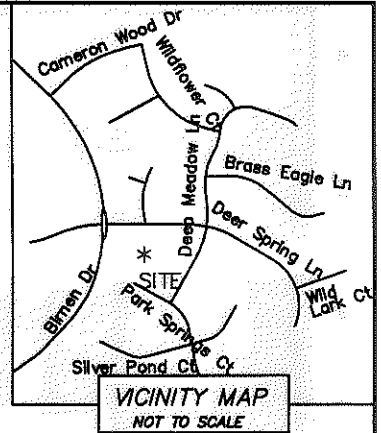 Cameron Wood Dr
Wildflower Ct
Deep Meadow Ln
Brass Eagle Ln
Deer Spring Ln
*
SITE
Wild
Lark Ct
Birnen Dr
Park Springs Ct
Silver Pond Ct
VICINITY MAP
NOT TO SCALE